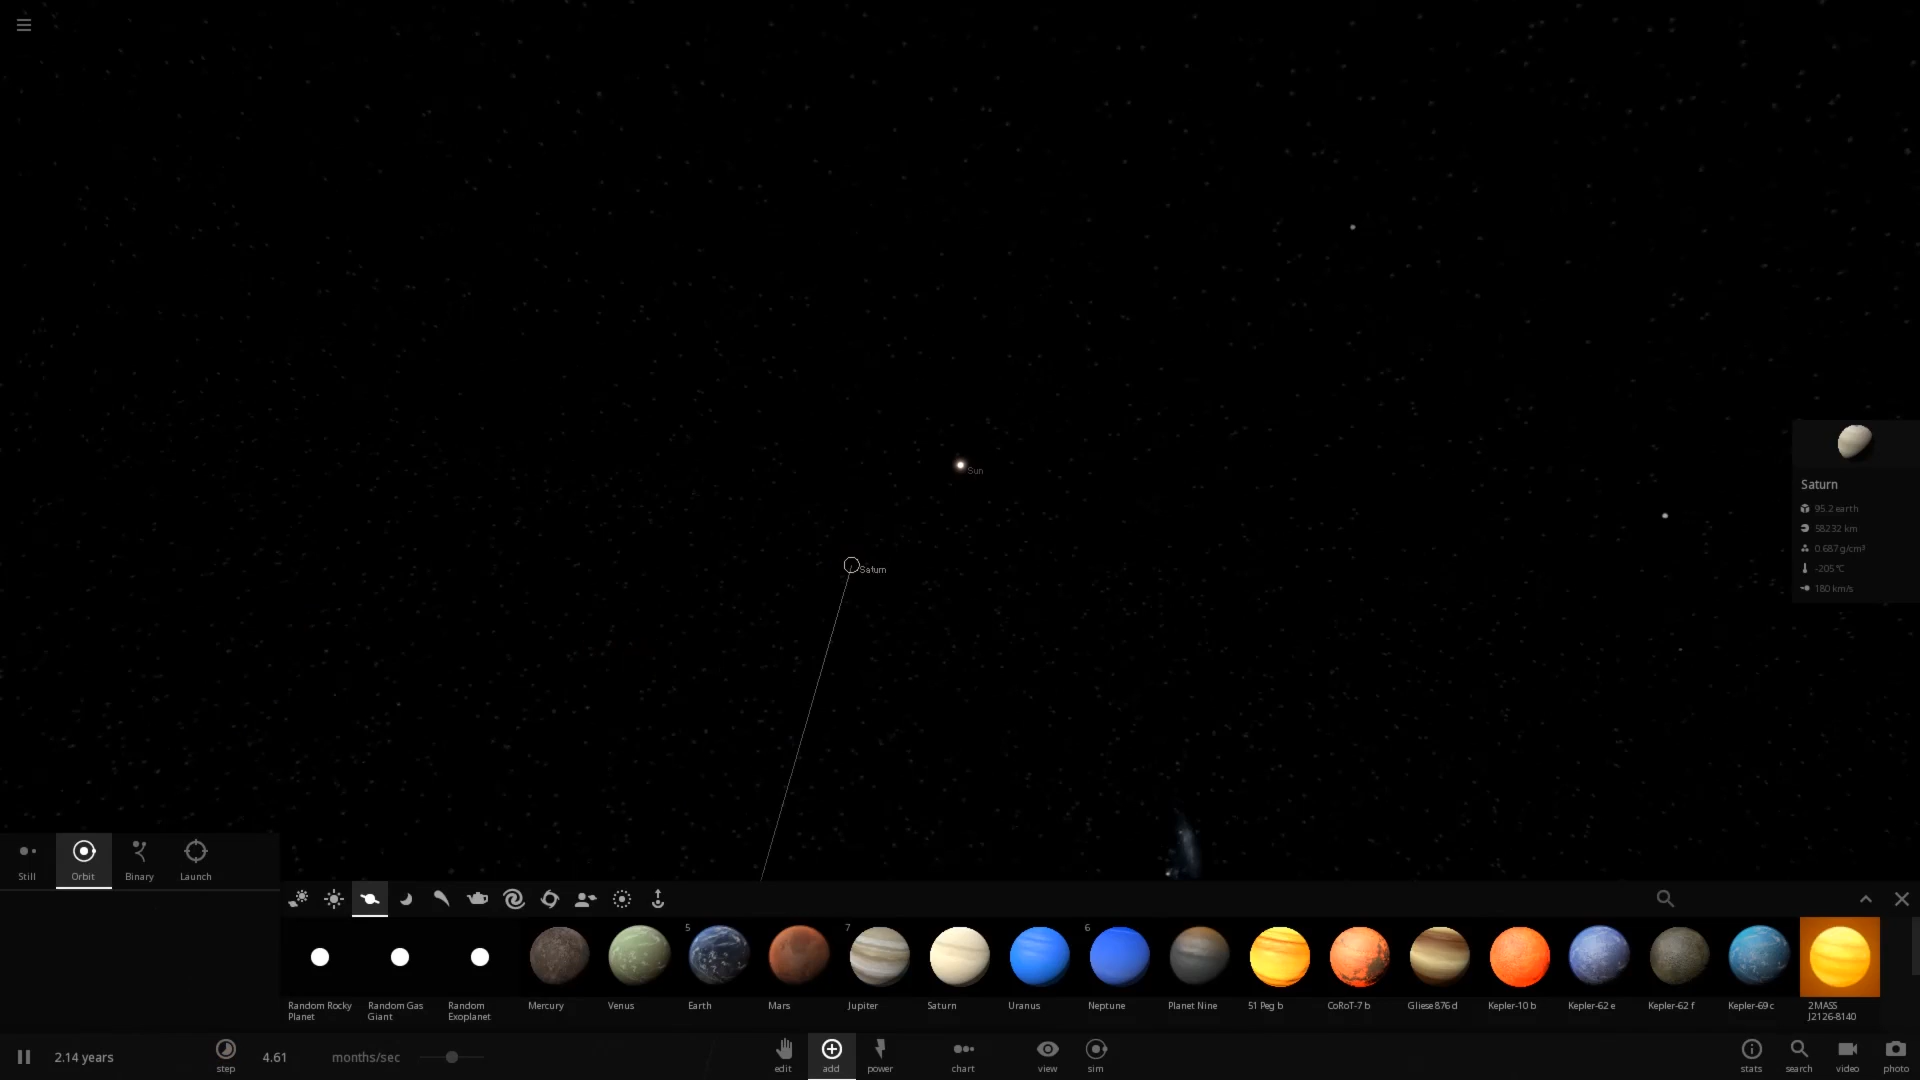 Sun
Saturn
Saturn
95.2 earth
58232 km
0.687 g/cm³
-205 °C
180 km/s
Still
Orbit
Binary
Launch
5
7
6
Random Rocky Planet
Random Gas Giant
Random Exoplanet
Mercury
Venus
Earth
Mars
Jupiter
Saturn
Uranus
Neptune
Planet Nine
51 Peg b
CoRoT-7 b
Gliese 876 d
Kepler-10 b
Kepler-62 e
Kepler-62 f
Kepler-69 c
2MASS J2126-8140
2.14 years
step
4.61
months/sec
edit
add
power
chart
view
sim
stats
search
video
photo